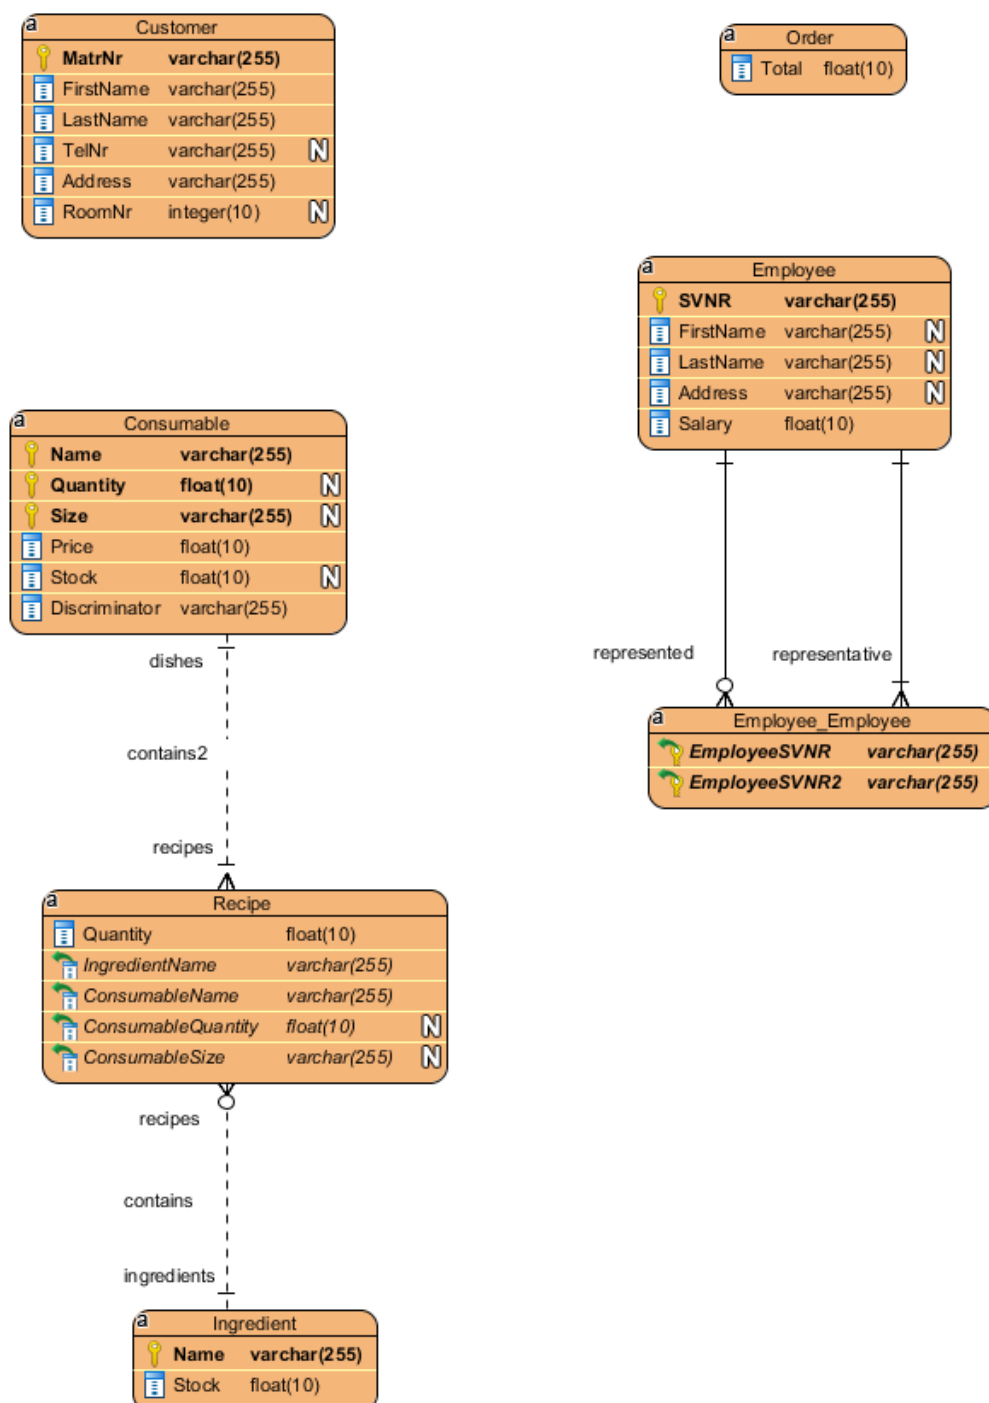 a Customer
MatrNr varchar(255)
FirstName varchar(255)
LastName varchar(255)
TelNr varchar(255) N
Address varchar(255)
RoomNr integer(10) N
a Order
Total float(10)
a Employee
SVNR varchar(255)
FirstName varchar(255) N
LastName varchar(255) N
Address varchar(255) N
Salary float(10)
a Consumable
Name varchar(255)
Quantity float(10) N
Size varchar(255) N
Price float(10)
Stock float(10) N
Discriminator varchar(255)
dishes
contains2
recipes
represented
representative
a Employee_Employee
EmployeeSVNR varchar(255)
EmployeeSVNR2 varchar(255)
a Recipe
Quantity float(10)
IngredientName varchar(255)
ConsumableName varchar(255)
ConsumableQuantity float(10) N
ConsumableSize varchar(255) N
recipes
contains
ingredients
a Ingredient
Name varchar(255)
Stock float(10)